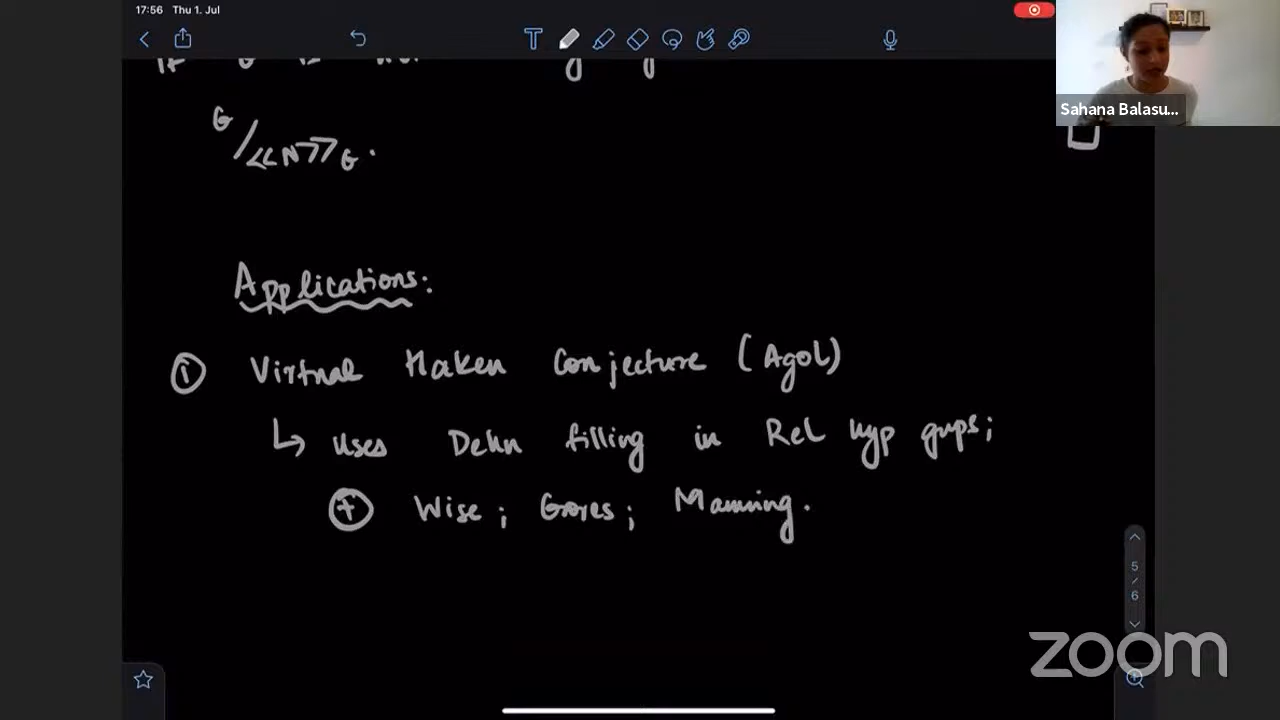 17:56 Thu 1. Jul
Sahana Balasu...
G/<<N>>G.
Applications:
① Virtual Haken Conjecture (Agol)
↳ uses Dehn filling in Rel hyp gups;
⊕ Wise; Groves; Manning.
5
/
6
zoom